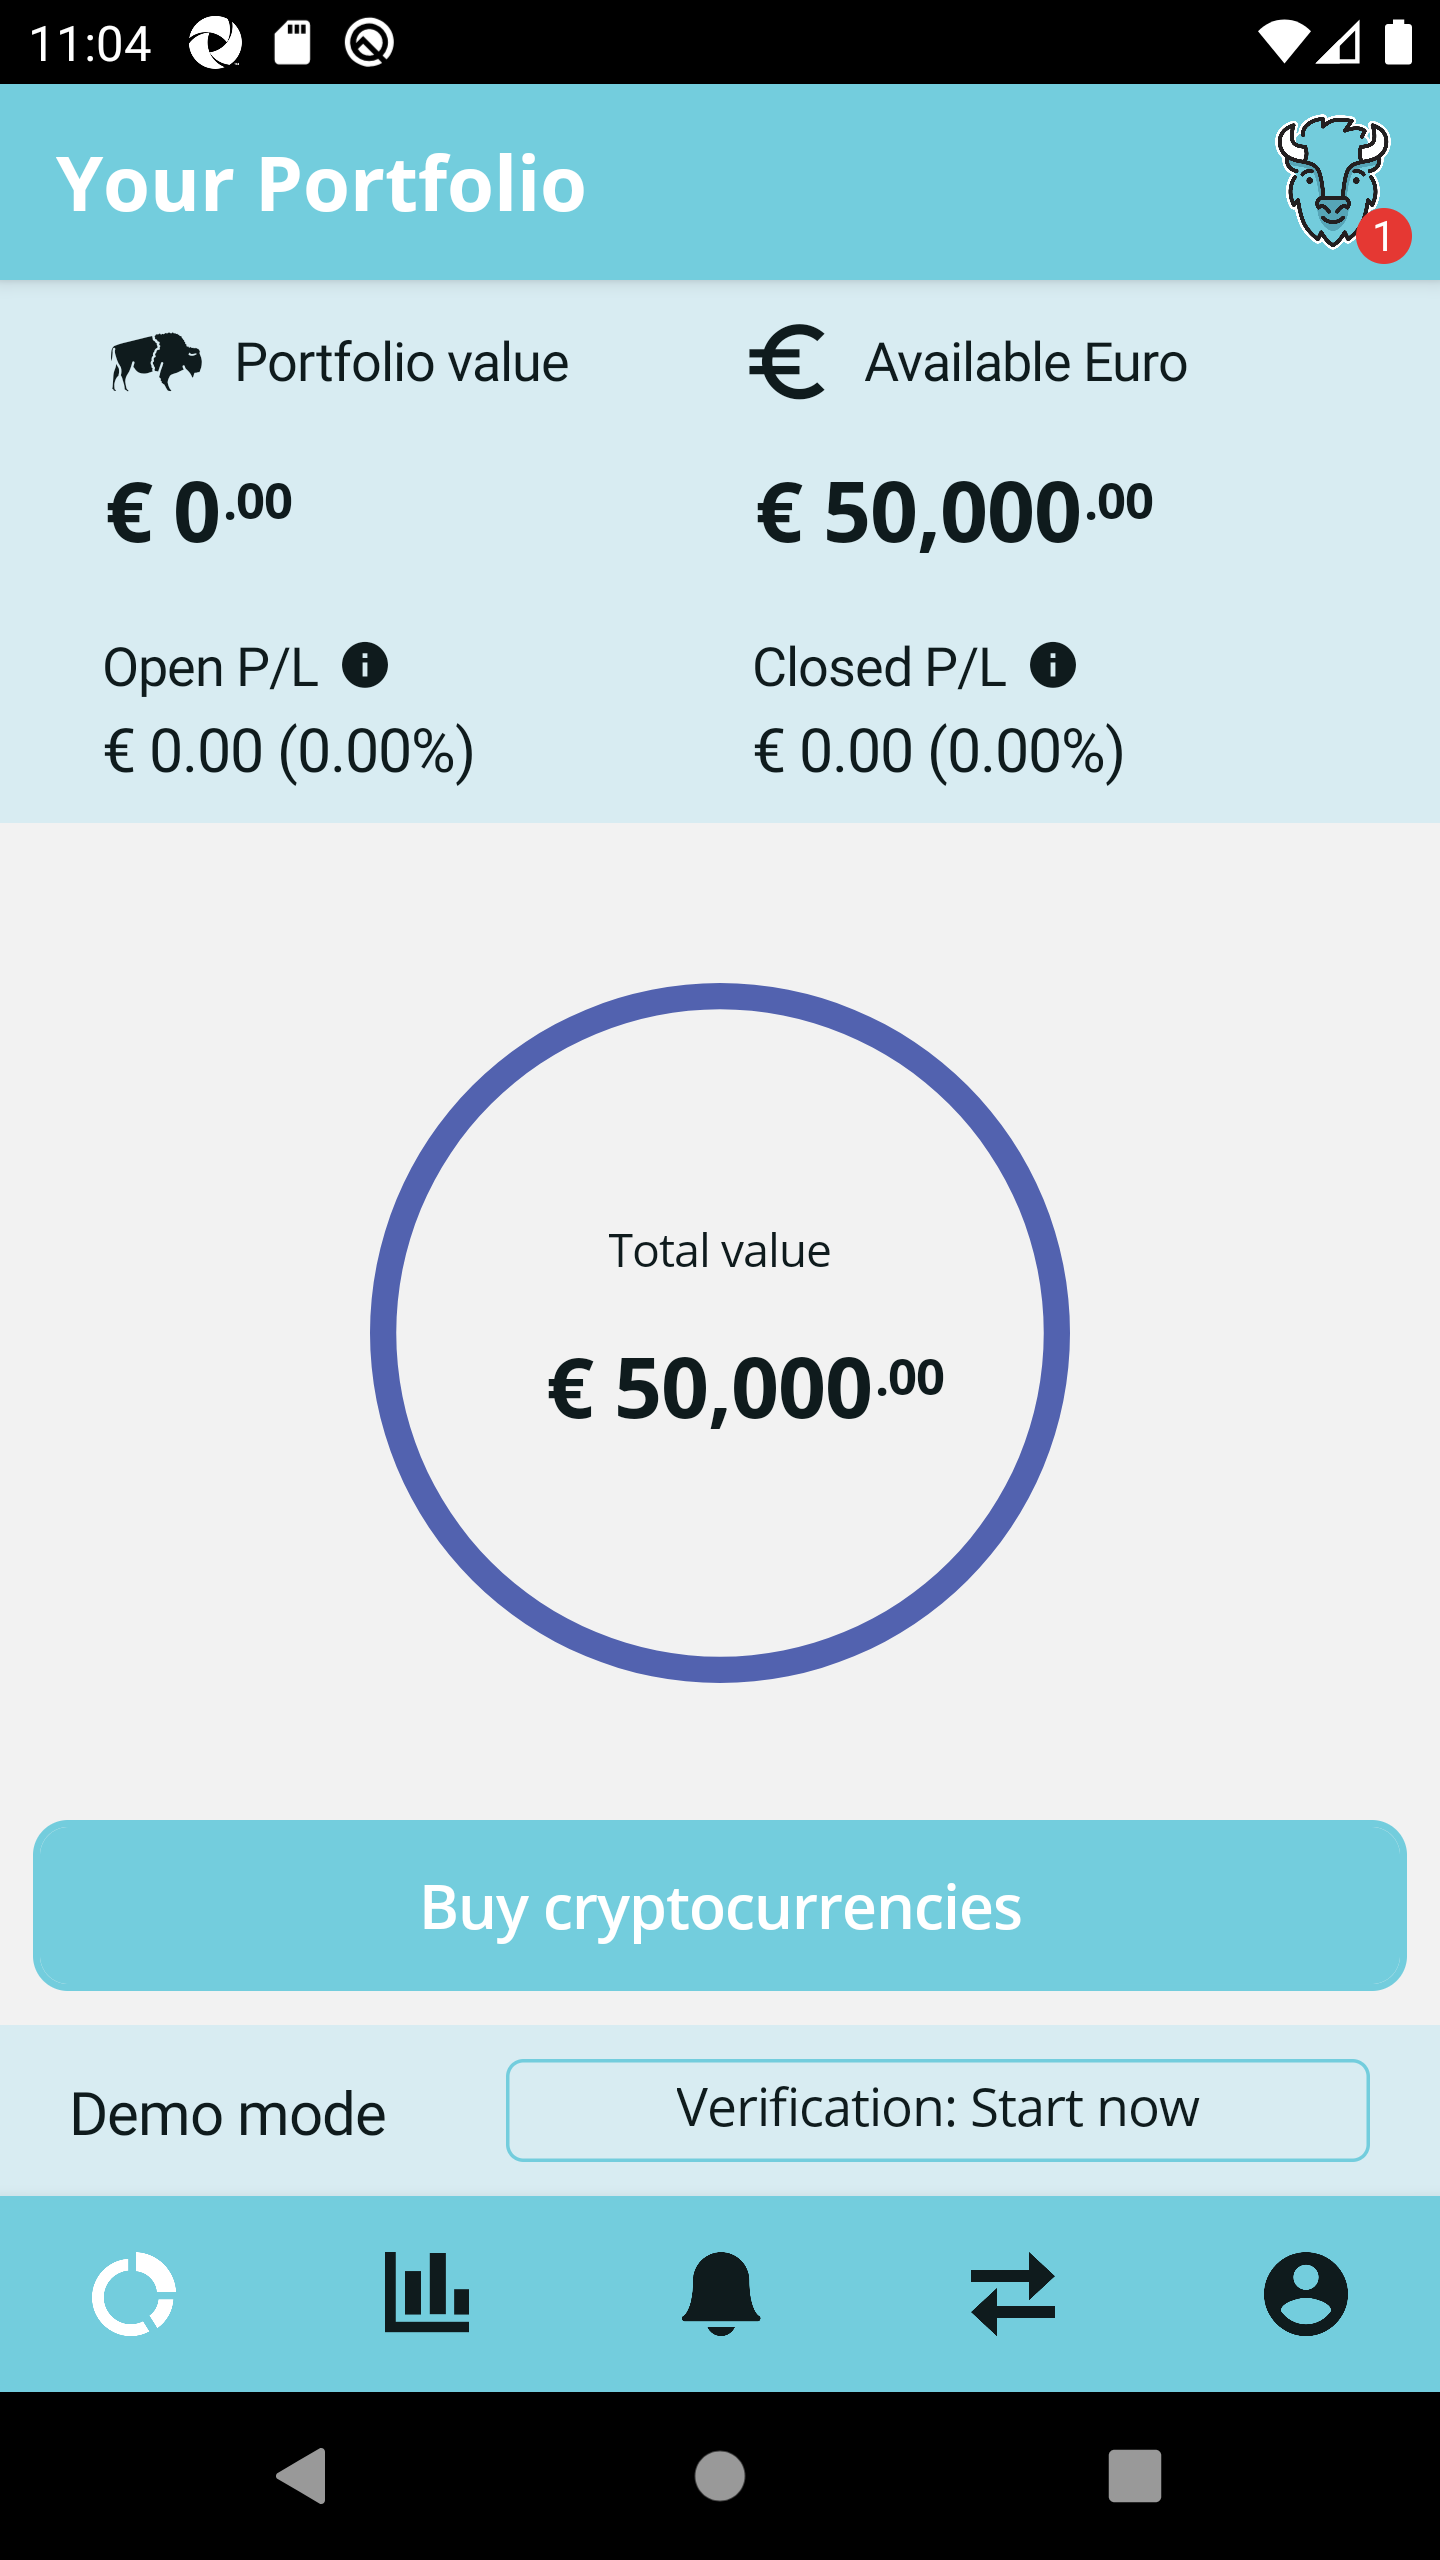 11:04
Your Portfolio
1
Portfolio value
Available Euro
€ 0.00
€ 50,000.00
Open P/L
Closed P/L
€ 0.00 (0.00%)
€ 0.00 (0.00%)
Total value
€ 50,000.00
Buy cryptocurrencies
Demo mode
Verification: Start now